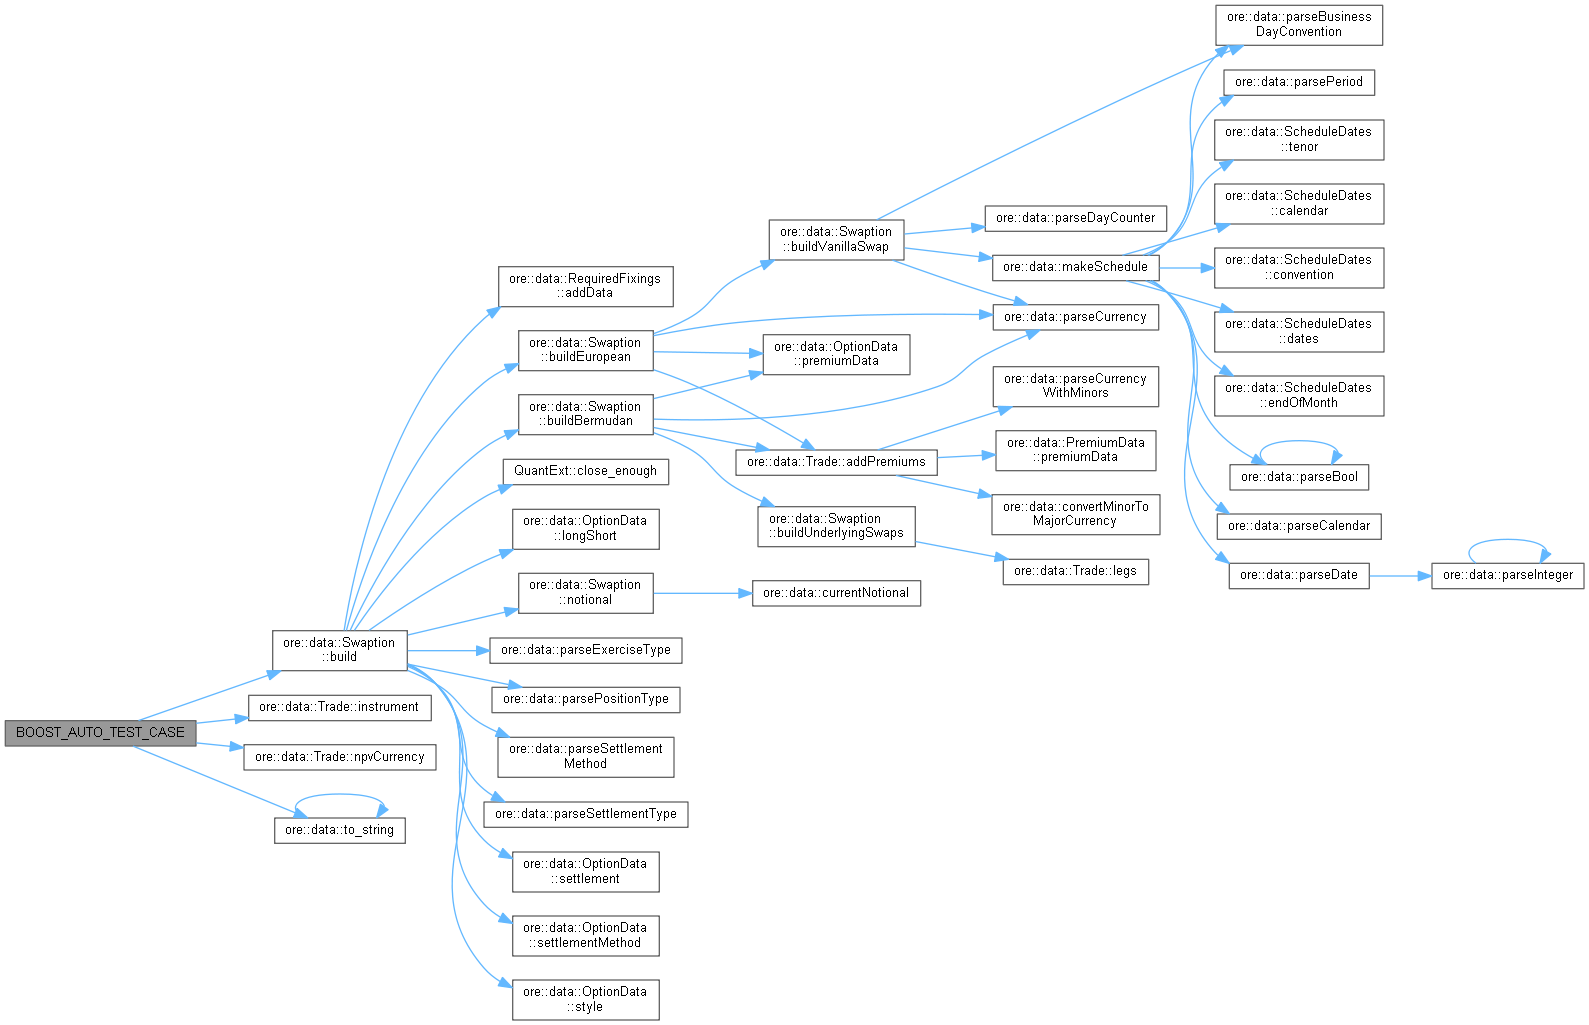 BOOST_AUTO_TEST_CASE
ore::data::Swaption
::build
ore::data::Trade::instrument
ore::data::Trade::npvCurrency
ore::data::to_string
ore::data::RequiredFixings
::addData
ore::data::Swaption
::buildEuropean
ore::data::Swaption
::buildBermudan
QuantExt::close_enough
ore::data::OptionData
::longShort
ore::data::Swaption
::notional
ore::data::parseExerciseType
ore::data::parsePositionType
ore::data::parseSettlement
Method
ore::data::parseSettlementType
ore::data::OptionData
::settlement
ore::data::OptionData
::settlementMethod
ore::data::OptionData
::style
ore::data::Swaption
::buildVanillaSwap
ore::data::OptionData
::premiumData
ore::data::Trade::addPremiums
ore::data::Swaption
::buildUnderlyingSwaps
ore::data::currentNotional
ore::data::parseDayCounter
ore::data::makeSchedule
ore::data::parseCurrency
ore::data::parseCurrency
WithMinors
ore::data::PremiumData
::premiumData
ore::data::convertMinorTo
MajorCurrency
ore::data::Trade::legs
ore::data::parseBusiness
DayConvention
ore::data::parsePeriod
ore::data::ScheduleDates
::tenor
ore::data::ScheduleDates
::calendar
ore::data::ScheduleDates
::convention
ore::data::ScheduleDates
::dates
ore::data::ScheduleDates
::endOfMonth
ore::data::parseBool
ore::data::parseCalendar
ore::data::parseDate
ore::data::parseInteger